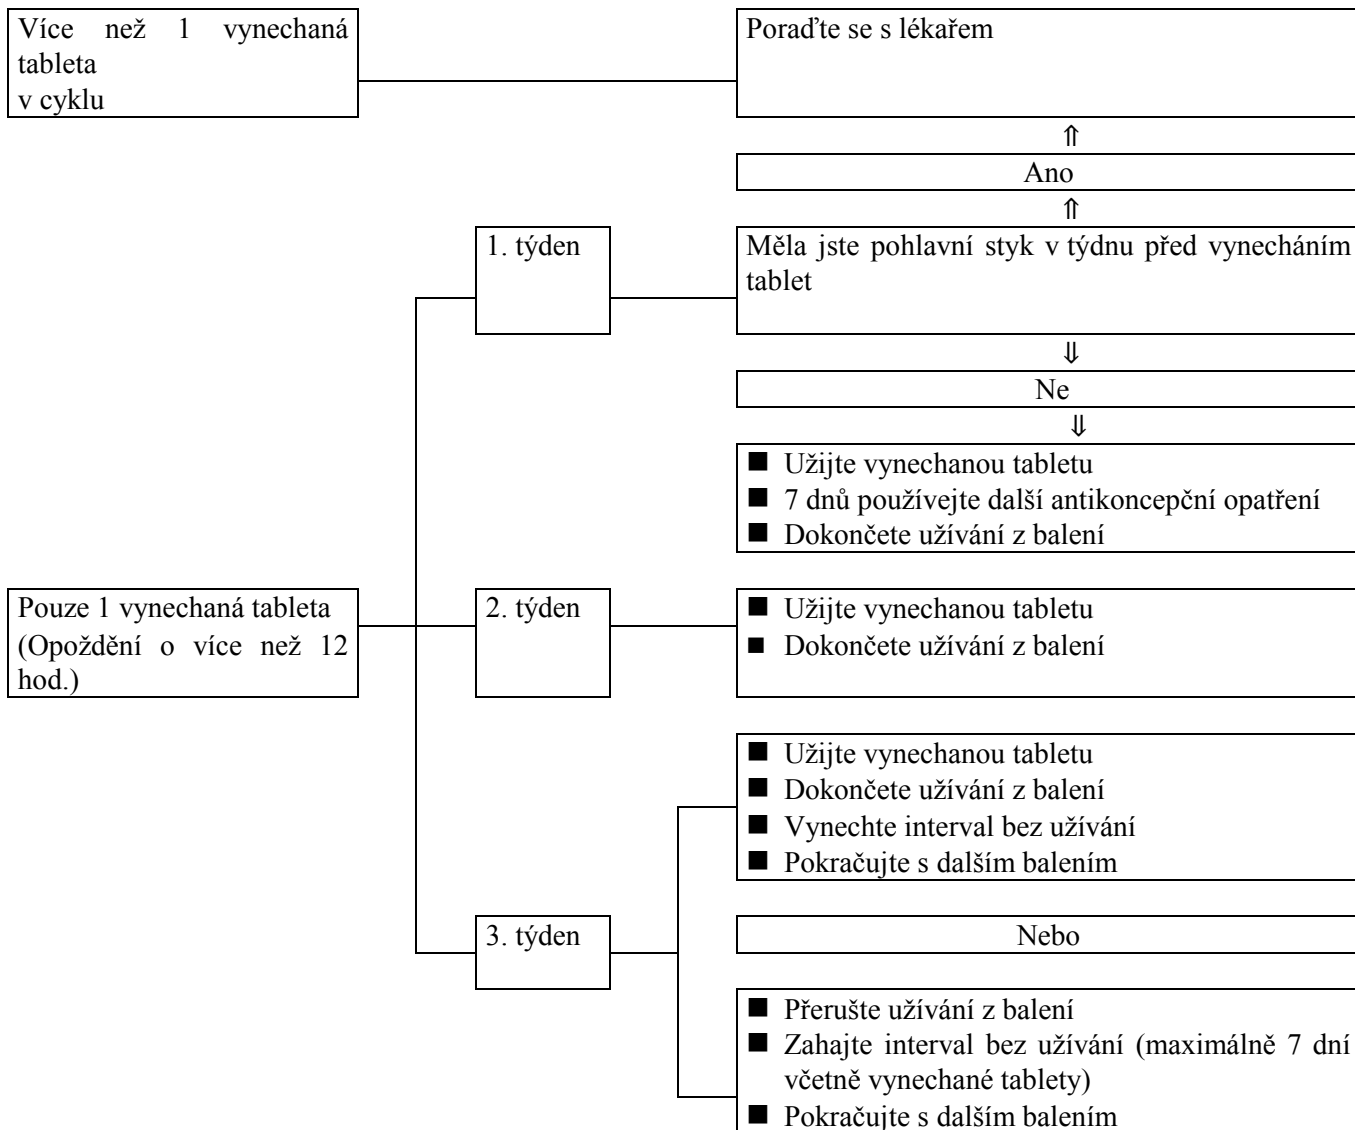 Více než 1 vynechaná
tableta
v cyklu
Poraďte se s lékařem
⇑
Ano
⇑
1. týden
Měla jste pohlavní styk v týdnu před vynecháním
tablet
⇓
Ne
⇓
■ Užijte vynechanou tabletu
■ 7 dnů používejte další antikoncepční opatření
■ Dokončete užívání z balení
Pouze 1 vynechaná tableta
(Opoždění o více než 12
hod.)
2. týden
■ Užijte vynechanou tabletu
■ Dokončete užívání z balení
■ Užijte vynechanou tabletu
■ Dokončete užívání z balení
■ Vynechte interval bez užívání
■ Pokračujte s dalším balením
3. týden
Nebo
■ Přerušte užívání z balení
■ Zahajte interval bez užívání (maximálně 7 dní
včetně vynechané tablety)
■ Pokračujte s dalším balením